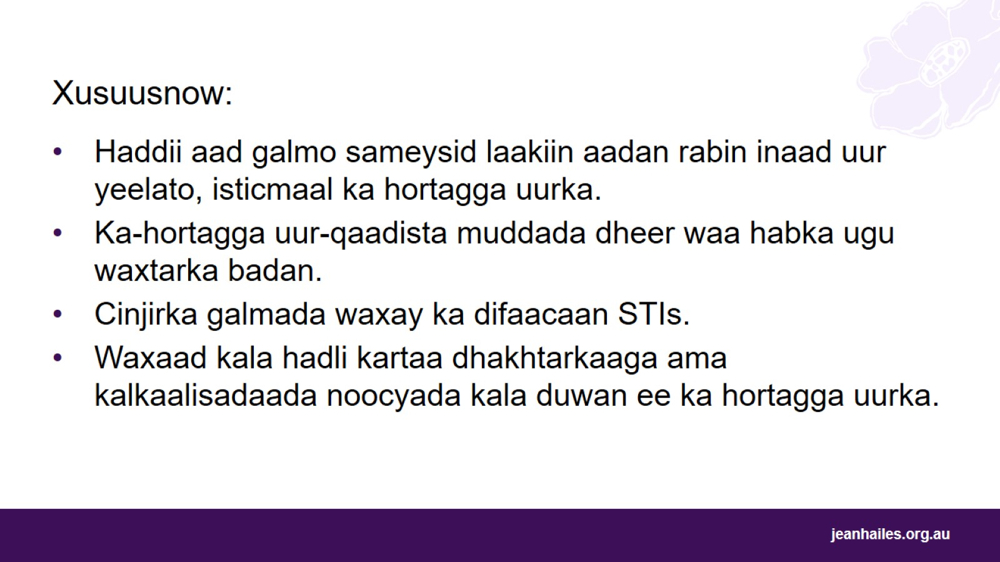 Xusuusnow:
• Haddii aad galmo sameysid laakiin aadan rabin inaad uur
yeelato, isticmaal ka hortagga uurka.
• Ka-hortagga uur-qaadista muddada dheer waa habka ugu
waxtarka badan.
• Cinjirka galmada waxay ka difaacaan STIs.
• Waxaad kala hadli kartaa dhakhtarkaaga ama
kalkaalisadaada noocyada kala duwan ee ka hortagga uurka.
jeanhailes.org.au